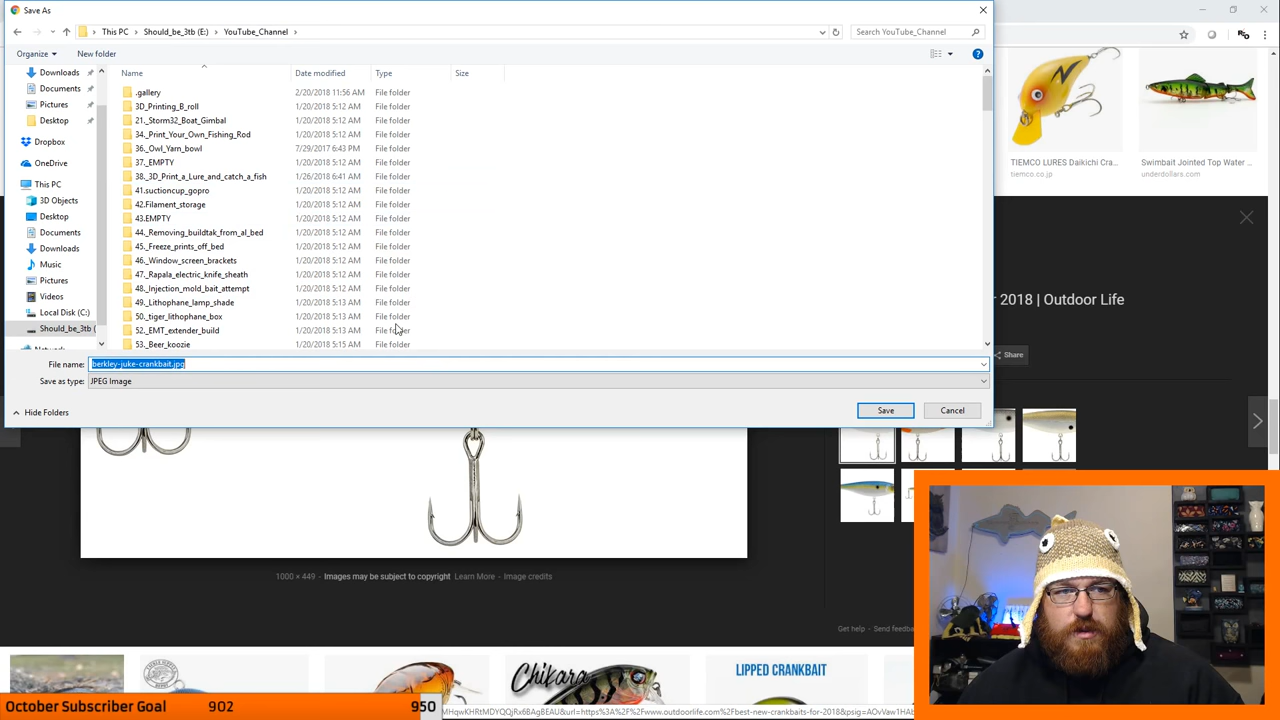 Save As
This PC > Should_be_3tb (E:) > YouTube_Channel >
Search YouTube_Channel
Organize
New folder
Name
Date modified
Type
Size
Downloads
Documents
Pictures
Desktop
Dropbox
OneDrive
This PC
3D Objects
Desktop
Documents
Downloads
Music
Pictures
Videos
Local Disk (C:)
Should_be_3tb (
.gallery 2/20/2018 11:56 AM File folder
3D_Printing_B_roll 1/20/2018 5:12 AM File folder
21._Storm32_Boat_Gimbal 1/20/2018 5:12 AM File folder
34._Print_Your_Own_Fishing_Rod 1/20/2018 5:12 AM File folder
36._Owl_Yarn_bowl 7/29/2017 6:43 PM File folder
37._EMPTY 1/20/2018 5:12 AM File folder
38._3D_Print_a_Lure_and_catch_a_fish 1/26/2018 6:41 AM File folder
41.suctioncup_gopro 1/20/2018 5:12 AM File folder
42.Filament_storage 1/20/2018 5:12 AM File folder
43.EMPTY 1/20/2018 5:12 AM File folder
44._Removing_buildtak_from_al_bed 1/20/2018 5:12 AM File folder
45._Freeze_prints_off_bed 1/20/2018 5:12 AM File folder
46._Window_screen_brackets 1/20/2018 5:12 AM File folder
47._Rapala_electric_knife_sheath 1/20/2018 5:12 AM File folder
48._Injection_mold_bait_attempt 1/20/2018 5:12 AM File folder
49._Lithophane_lamp_shade 1/20/2018 5:13 AM File folder
50._tiger_lithophane_box 1/20/2018 5:13 AM File folder
52._EMT_extender_build 1/20/2018 5:13 AM File folder
53._Beer_koozie 1/20/2018 5:15 AM File folder
File name: berkley-juke-crankbait.jpg
Save as type: JPEG Image
Hide Folders
Save
Cancel
TIEMCO LURES Daikichi Cra...
tiemco.co.jp
Swimbait Jointed Top Water ...
underdollars.com
2018 | Outdoor Life
Share
1000 × 449 - Images may be subject to copyright Learn More - Image credits
Get help - Send feedba
Chikara
LIPPED CRANKBAIT
October Subscriber Goal 902 950